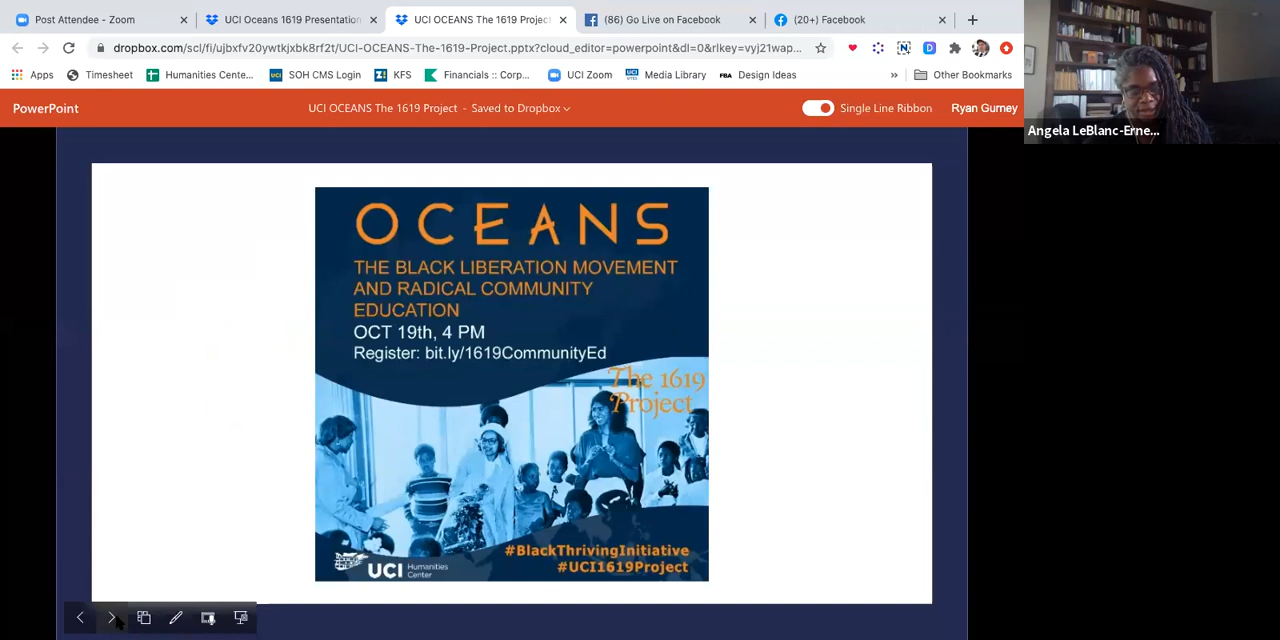 Post Attendee - Zoom
UCI Oceans 1619 Presentation
UCI OCEANS The 1619 Projec
(86) Go Live on Facebook
(20+) Facebook
dropbox.com/scl/fi/ujbxfv20ywtkjxbk8rf2t/UCI-OCEANS-The-1619-Project.pptx?cloud_editor=powerpoint&dl=0&rlkey=vyj21wap...
Apps
Timesheet
Humanities Cente...
SOH CMS Login
KFS
Financials :: Corp...
UCI Zoom
Media Library
FBA
Design Ideas
»
Other Bookmarks
PowerPoint
UCI OCEANS The 1619 Project - Saved to Dropbox
Single Line Ribbon
Ryan Gurney
Angela LeBlanc-Erne...
OCEANS
THE BLACK LIBERATION MOVEMENT
AND RADICAL COMMUNITY
EDUCATION
OCT 19th, 4 PM
Register: bit.ly/1619CommunityEd
The 1619
Project
#BlackThrivingInitiative
#UCI1619Project
UCI Humanities
Center